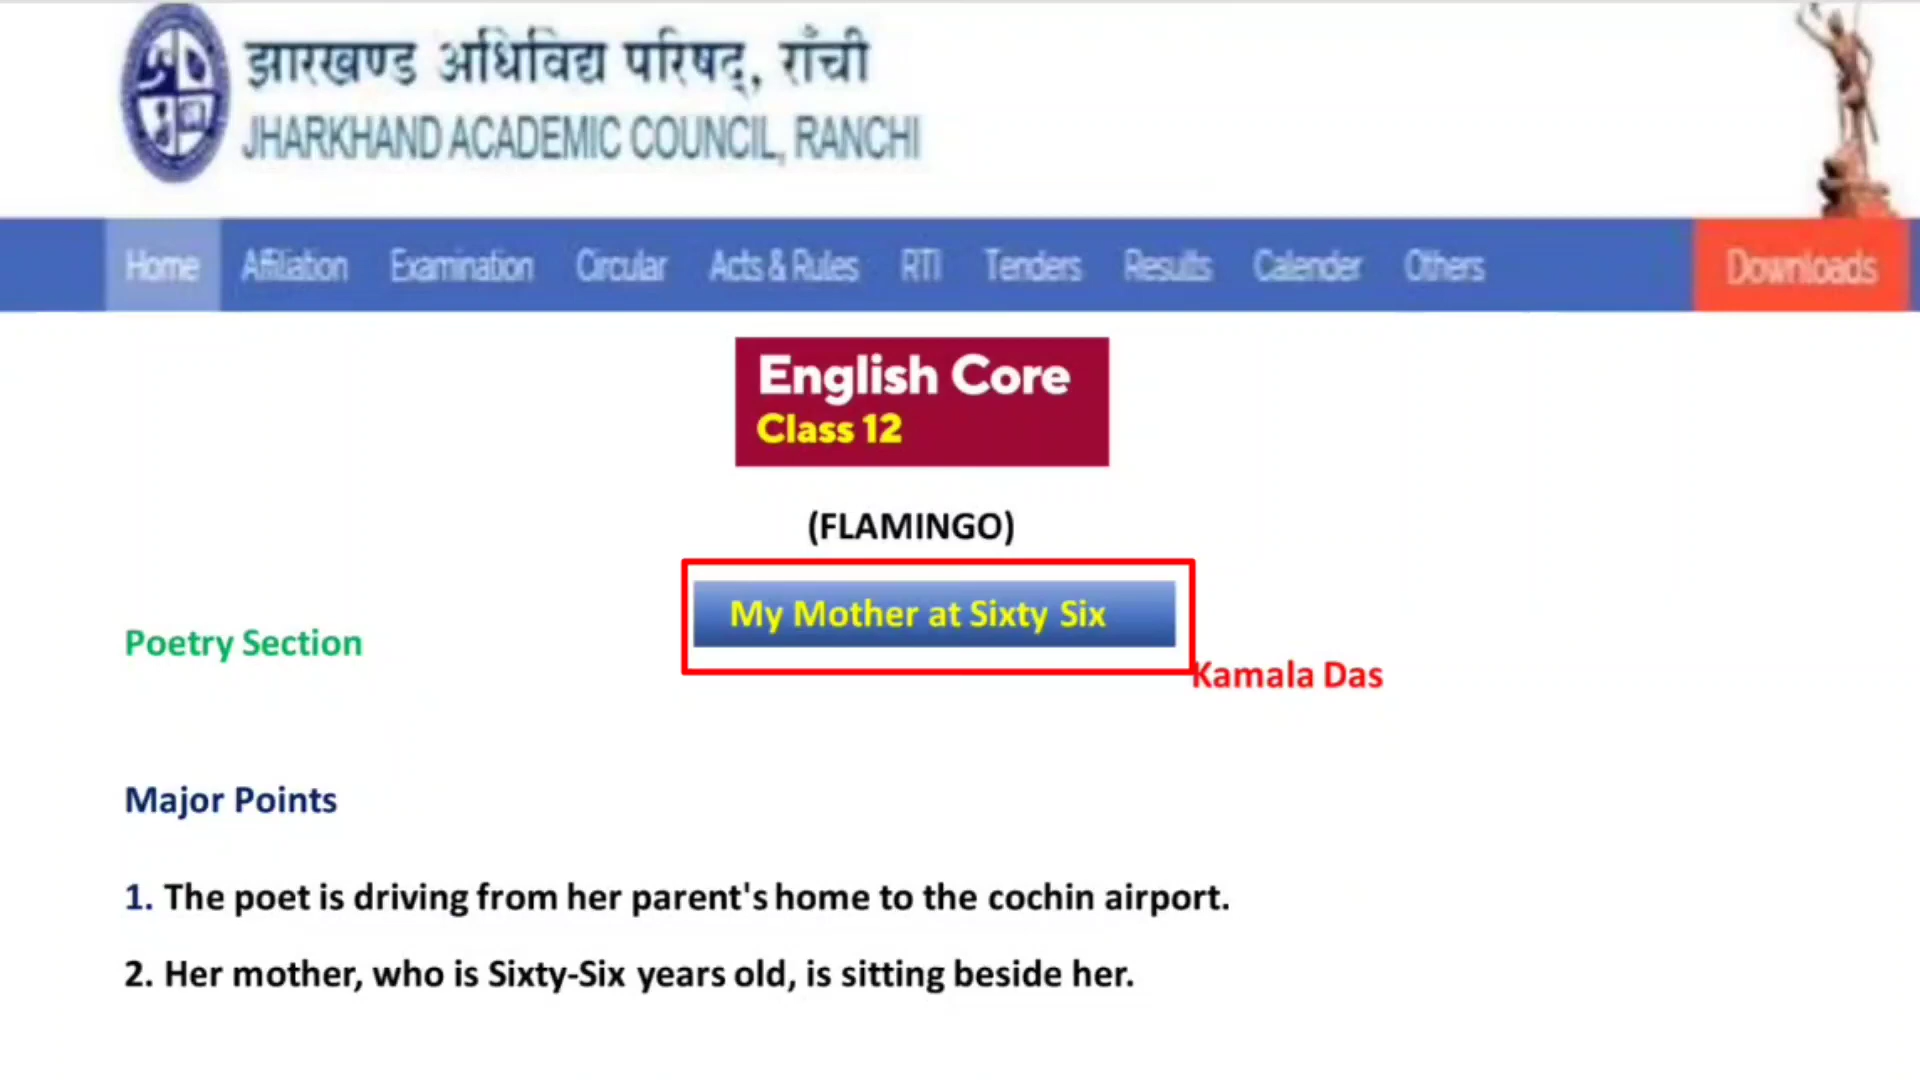 झारखण्ड अधिविद्य परिषद्, राँची
JHARKHAND ACADEMIC COUNCIL, RANCHI
Home Affiliation Examination Circular Acts & Rules RTI Tenders Results Calender Others Downloads
English Core
Class 12
(FLAMINGO)
My Mother at Sixty Six
Poetry Section
Kamala Das
Major Points
1. The poet is driving from her parent's home to the cochin airport.
2. Her mother, who is Sixty-Six years old, is sitting beside her.